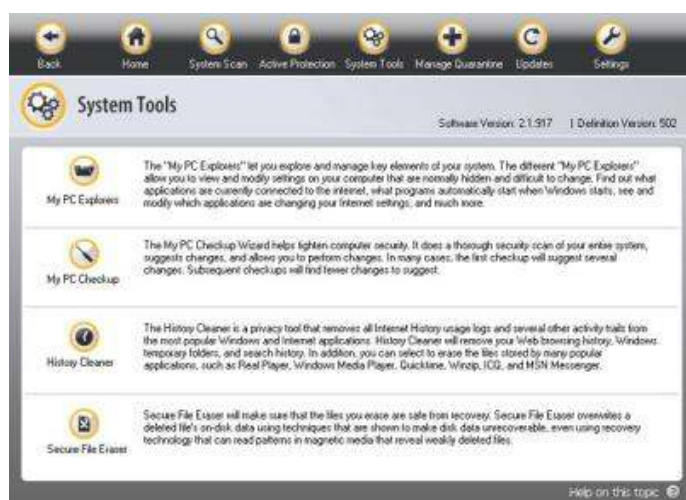 Back Home System Scan Active Protection System Tools Manage Quarantine Updates Settings
System Tools
Software Version: 2.1.917 | Definition Version: 502
My PC Explorers
The "My PC Explorers" let you explore and manage key elements of your system. The different "My PC Explorers"
allow you to view and modify settings on your computer that are normally hidden and difficult to change. Find out what
applications are currently connected to the internet, what programs automatically start when Windows starts, see and
modify which applications are changing your Internet settings, and much more.
My PC Checkup
The My PC Checkup Wizard helps tighten computer security. It does a thorough security scan of your entire system,
suggests changes, and allows you to perform changes. In many cases, the first checkup will suggest several
changes. Subsequent checkups will find fewer changes to suggest.
History Cleaner
The History Cleaner is a privacy tool that removes all Internet History usage logs and several other activity trails from
the most popular Windows and Internet applications. History Cleaner will remove your Web browsing history, Windows
temporary folders, and search history. In addition, you can select to erase the files stored by many popular
applications, such as Real Player, Windows Media Player, Quicktime, Winzip, ICQ, and MSN Messenger.
Secure File Eraser
Secure File Eraser will make sure that the files you erase are safe from recovery. Secure File Eraser overwrites a
deleted file's on-disk data using techniques that are shown to make disk data unrecoverable, even using recovery
technology that can read patterns in magnetic media that reveal weakly deleted files.
Help on this topic